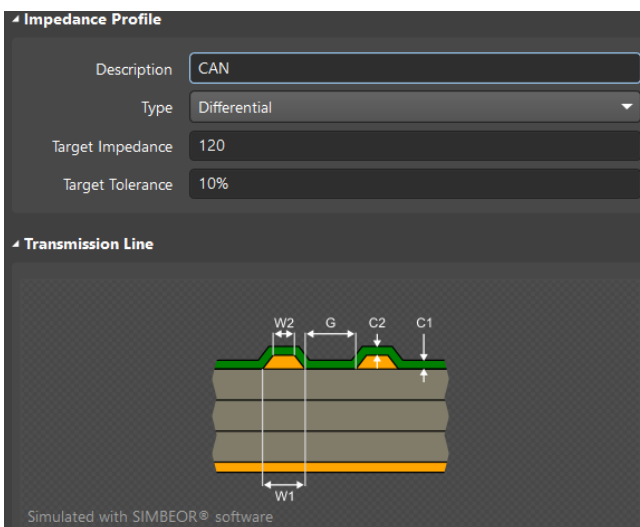 Impedance Profile
Description CAN
Type Differential
Target Impedance 120
Target Tolerance 10%
Transmission Line
W2 G C2 C1
W1
Simulated with SIMBEOR® software